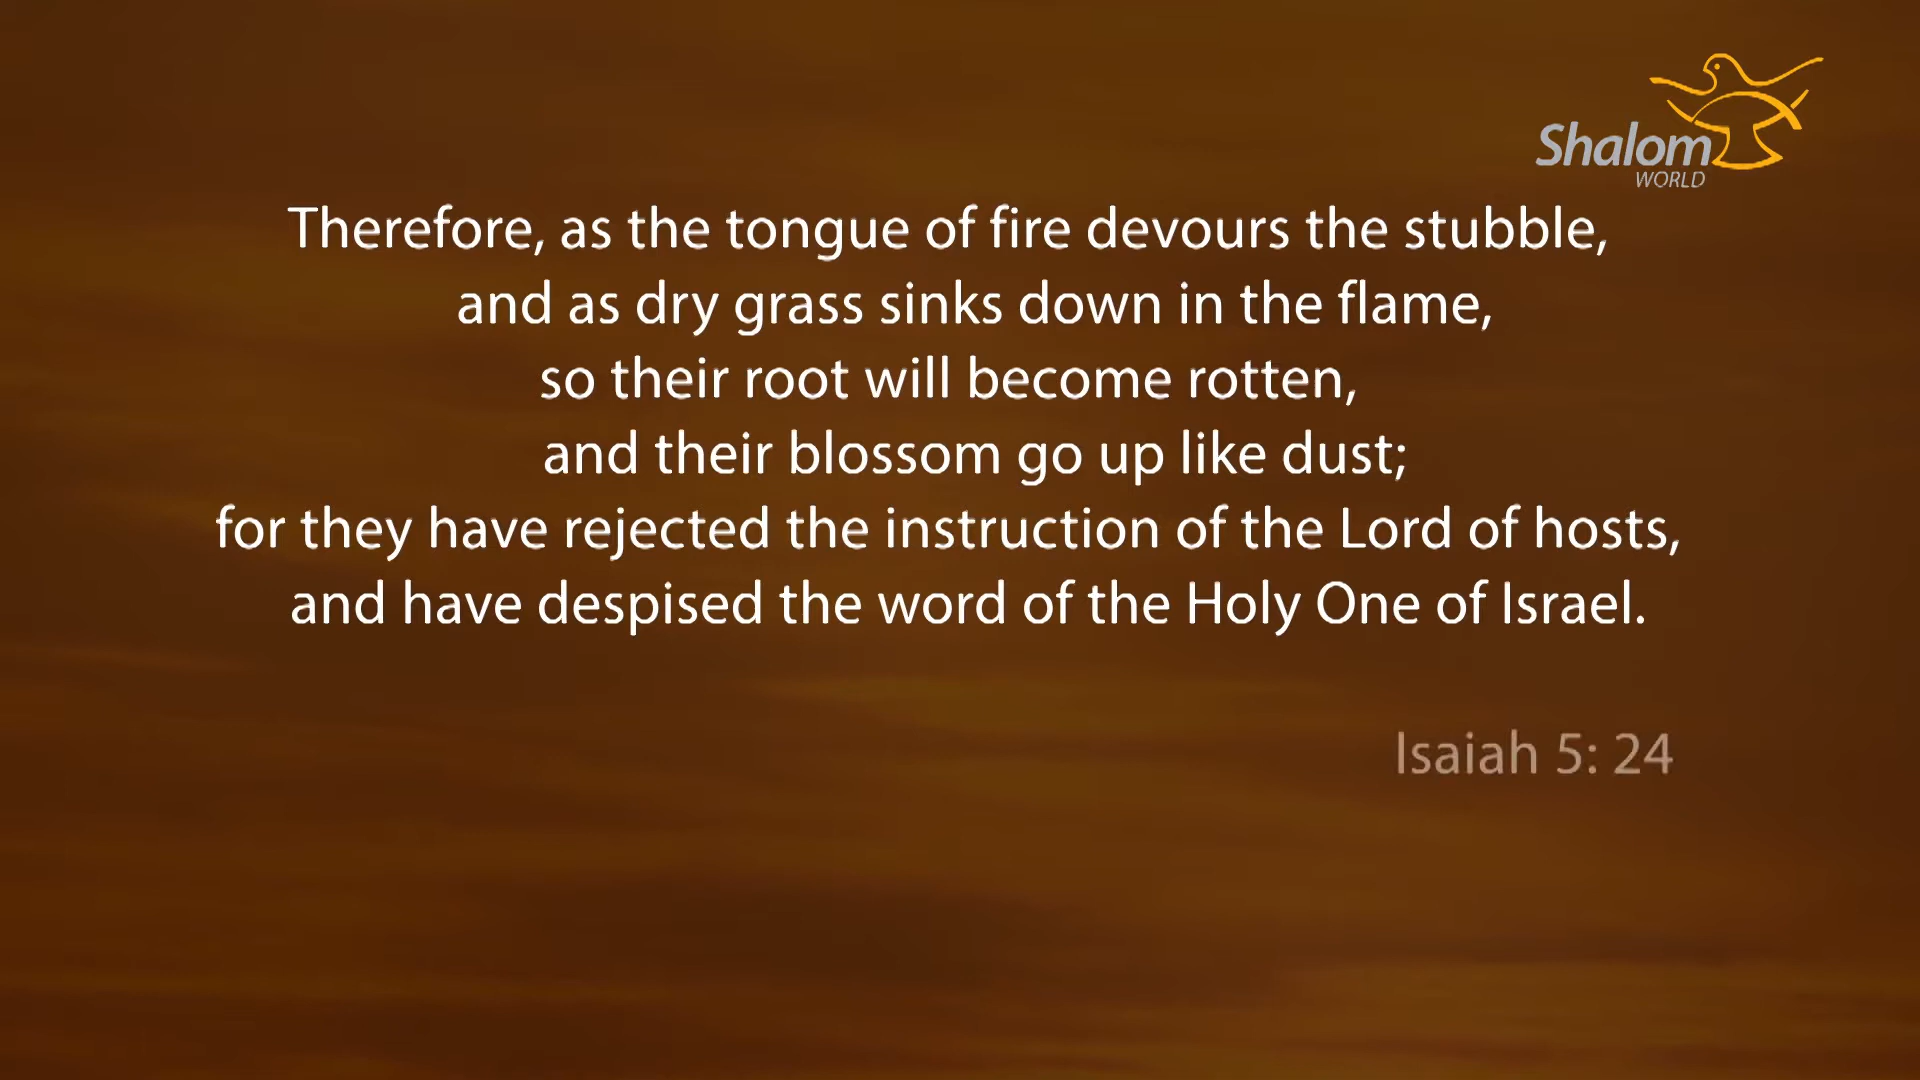 Shalom
WORLD
Therefore, as the tongue of fire devours the stubble,
and as dry grass sinks down in the flame,
so their root will become rotten,
and their blossom go up like dust;
for they have rejected the instruction of the Lord of hosts,
and have despised the word of the Holy One of Israel.
Isaiah 5: 24